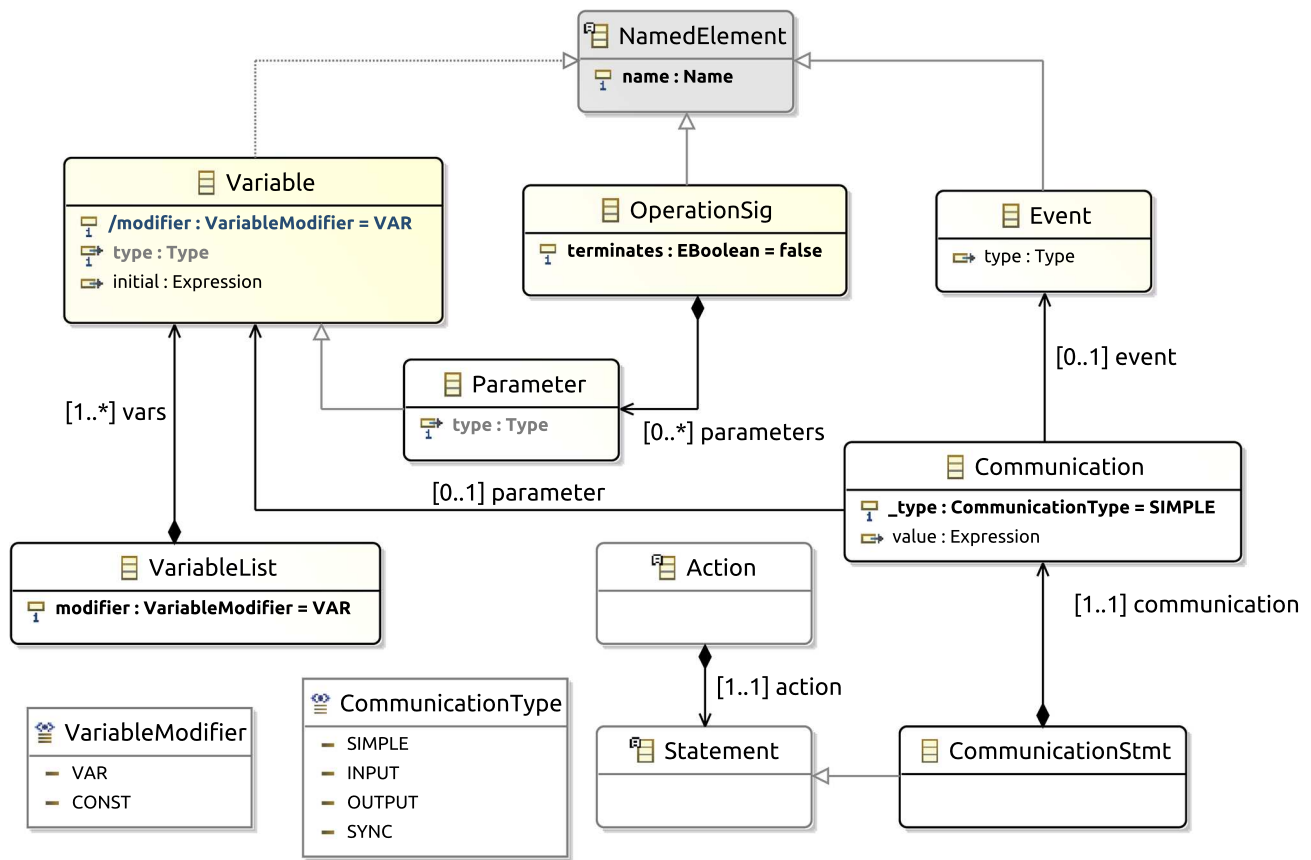 NamedElement
name : Name
Variable
/modifier : VariableModifier = VAR
type : Type
initial : Expression
OperationSig
terminates : EBoolean = false
Event
type : Type
[0..1] event
Parameter
type : Type
[1..*] vars
[0..*] parameters
Communication
_type : CommunicationType = SIMPLE
value : Expression
[0..1] parameter
VariableList
modifier : VariableModifier = VAR
Action
[1..1] communication
[1..1] action
VariableModifier
VAR
CONST
CommunicationType
SIMPLE
INPUT
OUTPUT
SYNC
Statement
CommunicationStmt